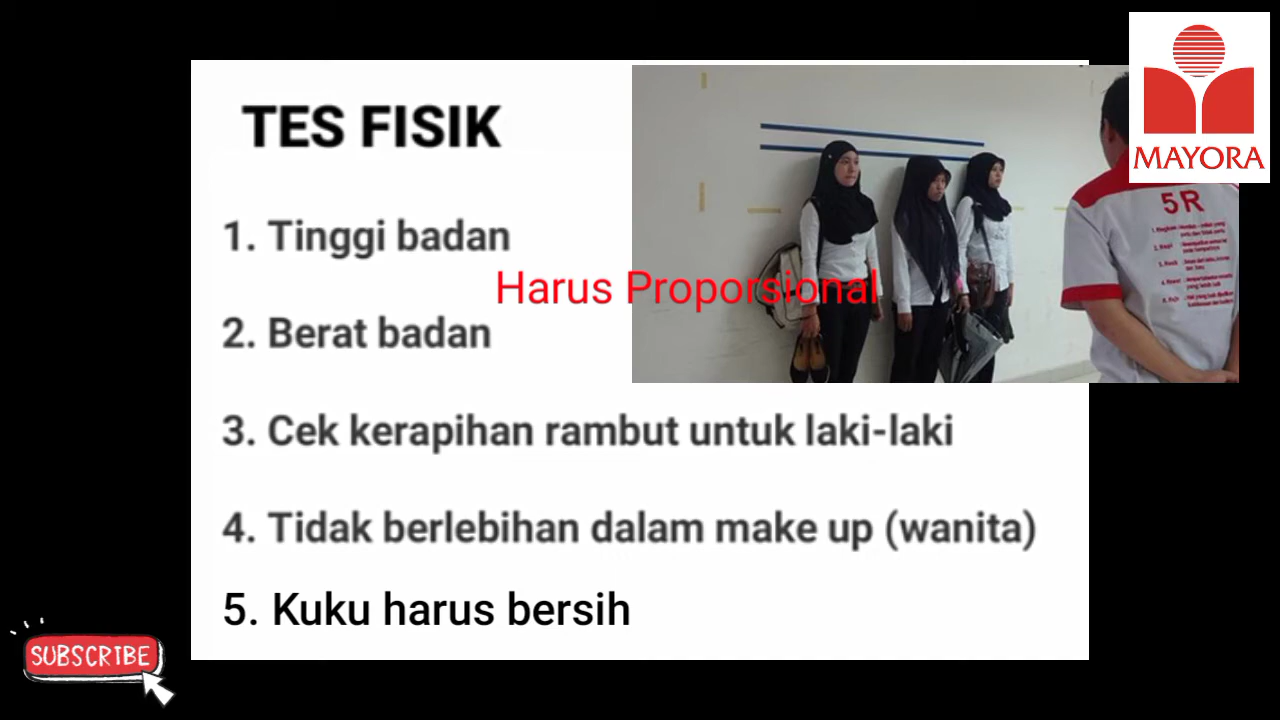 TES FISIK
1. Tinggi badan
Harus Proporsional
2. Berat badan
3. Cek kerapihan rambut untuk laki-laki
4. Tidak berlebihan dalam make up (wanita)
5. Kuku harus bersih
MAYORA
5R
SUBSCRIBE